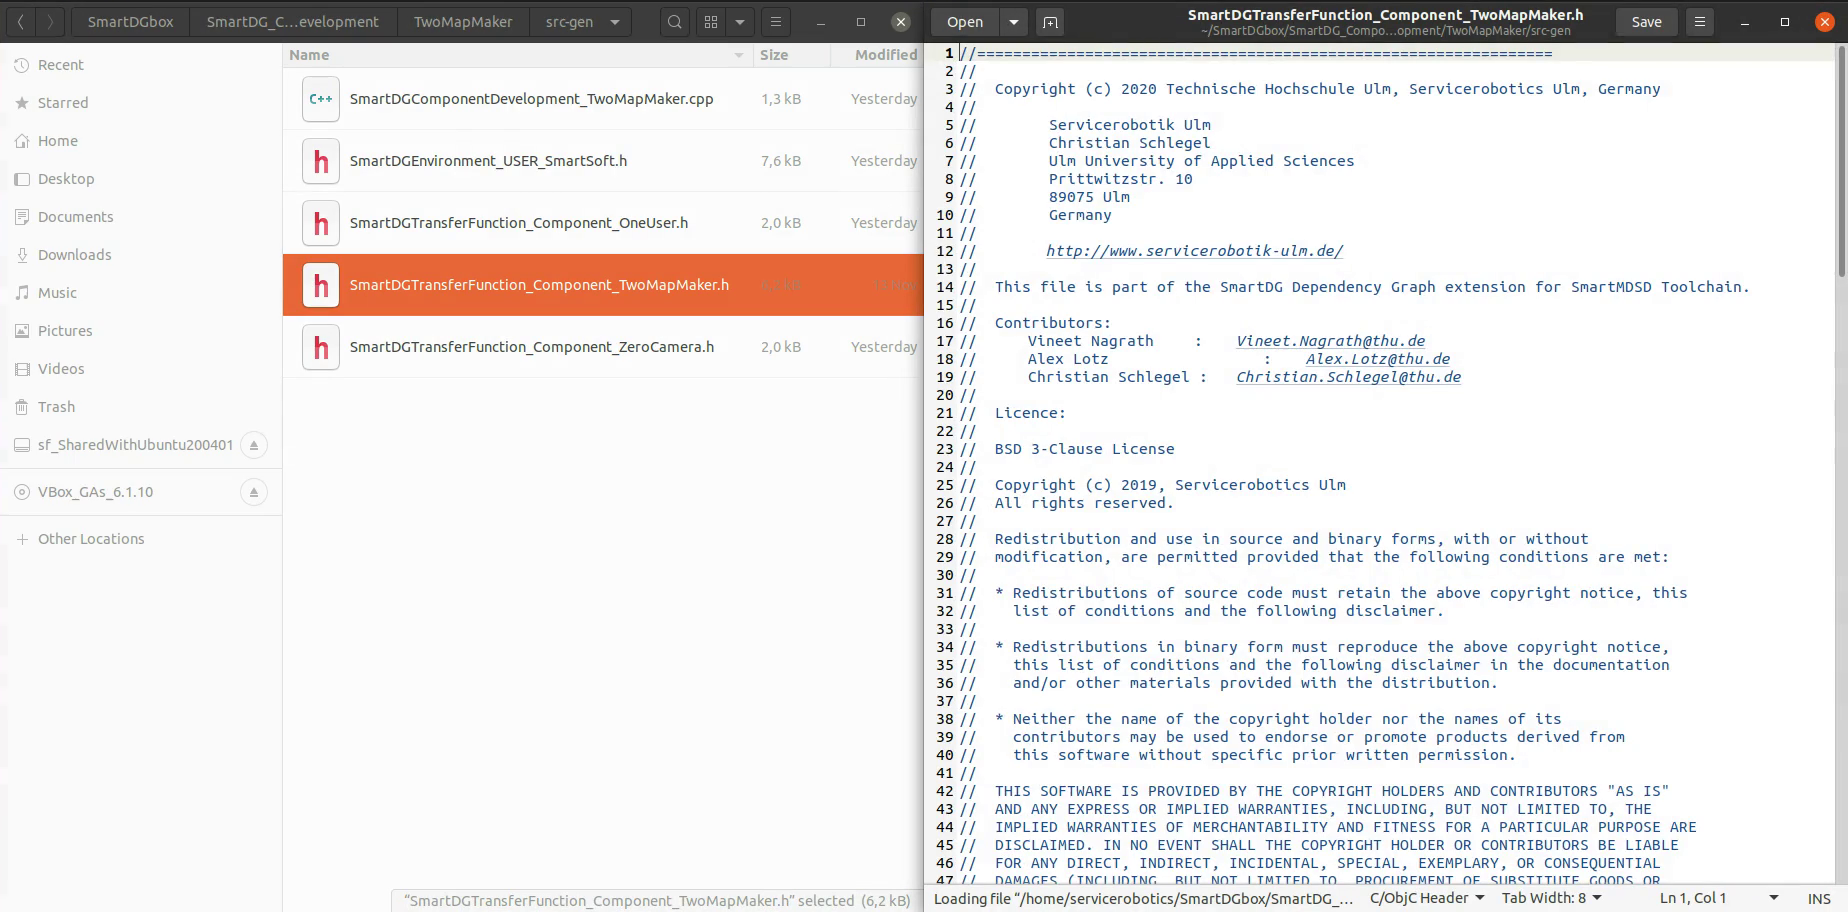 SmartDGbox
SmartDG_C...evelopment
TwoMapMaker
src-gen
Recent
Starred
Home
Desktop
Documents
Downloads
Music
Pictures
Videos
Trash
sf_SharedWithUbuntu200401
VBox_GAs_6.1.10
Other Locations
Name Size Modified
C++ SmartDGComponentDevelopment_TwoMapMaker.cpp 1,3 kB Yesterday
h SmartDGEnvironment_USER_SmartSoft.h 7,6 kB Yesterday
h SmartDGTransferFunction_Component_OneUser.h 2,0 kB Yesterday
h SmartDGTransferFunction_Component_TwoMapMaker.h 6,2 kB
h SmartDGTransferFunction_Component_ZeroCamera.h 2,0 kB Yesterday
"SmartDGTransferFunction_Component_TwoMapMaker.h" selected (6,2 kB)
Open
SmartDGTransferFunction_Component_TwoMapMaker.h
~/SmartDGbox/SmartDG_Compo...opment/TwoMapMaker/src-gen
Save
1 //================================================================
2 //
3 // Copyright (c) 2020 Technische Hochschule Ulm, Servicerobotics Ulm, Germany
4 //
5 // Servicerobotik Ulm
6 // Christian Schlegel
7 // Ulm University of Applied Sciences
8 // Prittwitzstr. 10
9 // 89075 Ulm
10 // Germany
11 //
12 // http://www.servicerobotik-ulm.de/
13 //
14 // This file is part of the SmartDG Dependency Graph extension for SmartMDSD Toolchain.
15 //
16 // Contributors:
17 // Vineet Nagrath : Vineet.Nagrath@thu.de
18 // Alex Lotz : Alex.Lotz@thu.de
19 // Christian Schlegel : Christian.Schlegel@thu.de
20 //
21 // Licence:
22 //
23 // BSD 3-Clause License
24 //
25 // Copyright (c) 2019, Servicerobotics Ulm
26 // All rights reserved.
27 //
28 // Redistribution and use in source and binary forms, with or without
29 // modification, are permitted provided that the following conditions are met:
30 //
31 // * Redistributions of source code must retain the above copyright notice, this
32 // list of conditions and the following disclaimer.
33 //
34 // * Redistributions in binary form must reproduce the above copyright notice,
35 // this list of conditions and the following disclaimer in the documentation
36 // and/or other materials provided with the distribution.
37 //
38 // * Neither the name of the copyright holder nor the names of its
39 // contributors may be used to endorse or promote products derived from
40 // this software without specific prior written permission.
41 //
42 // THIS SOFTWARE IS PROVIDED BY THE COPYRIGHT HOLDERS AND CONTRIBUTORS "AS IS"
43 // AND ANY EXPRESS OR IMPLIED WARRANTIES, INCLUDING, BUT NOT LIMITED TO, THE
44 // IMPLIED WARRANTIES OF MERCHANTABILITY AND FITNESS FOR A PARTICULAR PURPOSE ARE
45 // DISCLAIMED. IN NO EVENT SHALL THE COPYRIGHT HOLDER OR CONTRIBUTORS BE LIABLE
46 // FOR ANY DIRECT, INDIRECT, INCIDENTAL, SPECIAL, EXEMPLARY, OR CONSEQUENTIAL
47 // DAMAGES (INCLUDING, BUT NOT LIMITED TO, PROCUREMENT OF SUBSTITUTE GOODS OR
Loading file "/home/servicerobotics/SmartDGbox/SmartDG_... C/ObjC Header Tab Width: 8 Ln 1, Col 1 INS